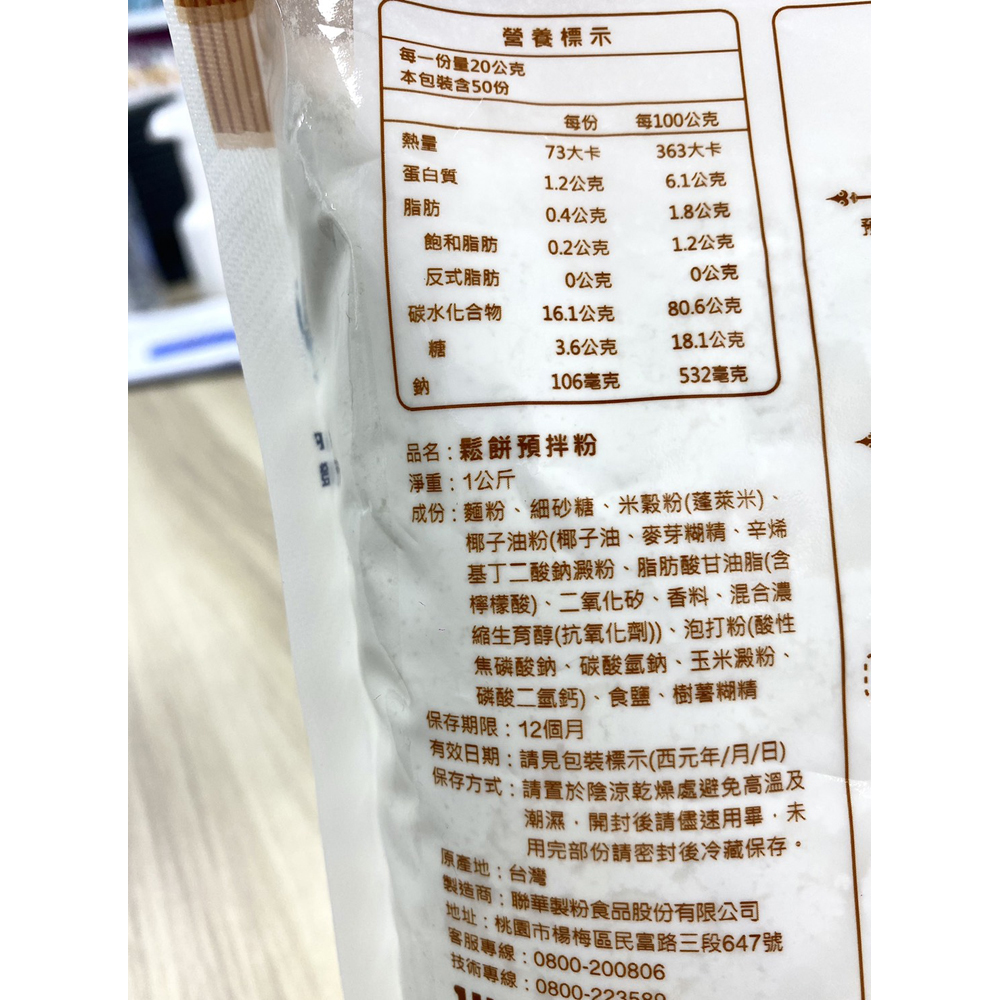 營養標示
每一份量20公克
本包裝含50份
每份 每100公克
熱量 73大卡 363大卡
蛋白質 1.2公克 6.1公克
脂肪 0.4公克 1.8公克
飽和脂肪 0.2公克 1.2公克
反式脂肪 0公克 0公克
碳水化合物 16.1公克 80.6公克
糖 3.6公克 18.1公克
鈉 106毫克 532毫克
品名：鬆餅預拌粉
淨重：1公斤
成份：麵粉、細砂糖、米穀粉(蓬萊米)、
椰子油粉(椰子油、麥芽糊精、辛烯
基丁二酸鈉澱粉、脂肪酸甘油脂(含
檸檬酸)、二氧化矽、香料、混合濃
縮生育醇(抗氧化劑))、泡打粉(酸性
焦磷酸鈉、碳酸氫鈉、玉米澱粉、
磷酸二氫鈣)、食鹽、樹薯糊精
保存期限：12個月
有效日期：請見包裝標示(西元年/月/日)
保存方式：請置於陰涼乾燥處避免高溫及
潮濕，開封後請儘速用畢，未
用完部份請密封後冷藏保存。
原產地：台灣
製造商：聯華製粉食品股份有限公司
地址：桃園市楊梅區民富路三段647號
客服專線：0800-200806
技術專線：0800-223589
預